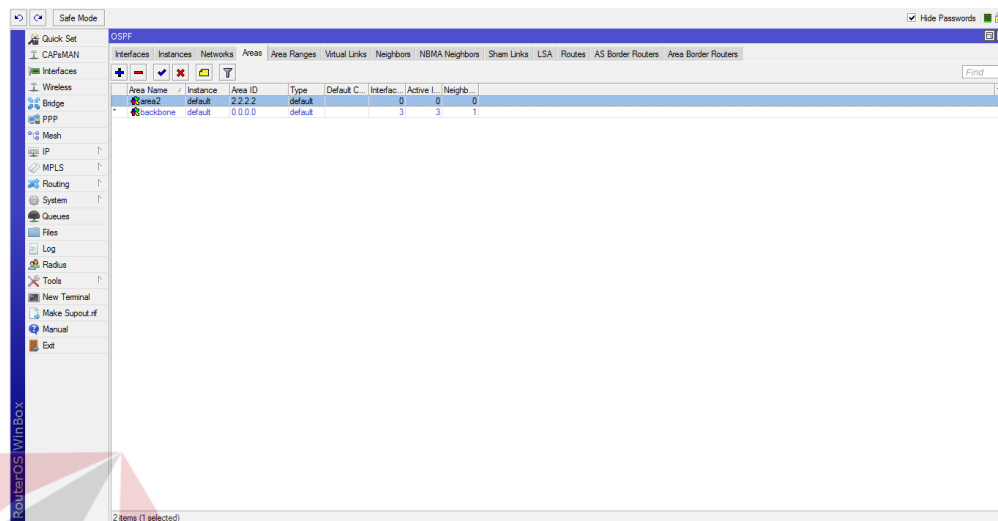 Safe Mode
Hide Passwords
Quick Set
CAPsMAN
Interfaces
Wireless
Bridge
PPP
Mesh
IP
MPLS
Routing
System
Queues
Files
Log
Radius
Tools
New Terminal
Make Supout.rif
Manual
Exit
RouterOS WinBox
OSPF
Interfaces Instances Networks Areas Area Ranges Virtual Links Neighbors NBMA Neighbors Sham Links LSA Routes AS Border Routers Area Border Routers
Find
Area Name / Instance Area ID Type Default C... Interfac... Active I... Neighb...
area2 default 2.2.2.2 default 0 0 0
* backbone default 0.0.0.0 default 3 3 1
2 items (1 selected)